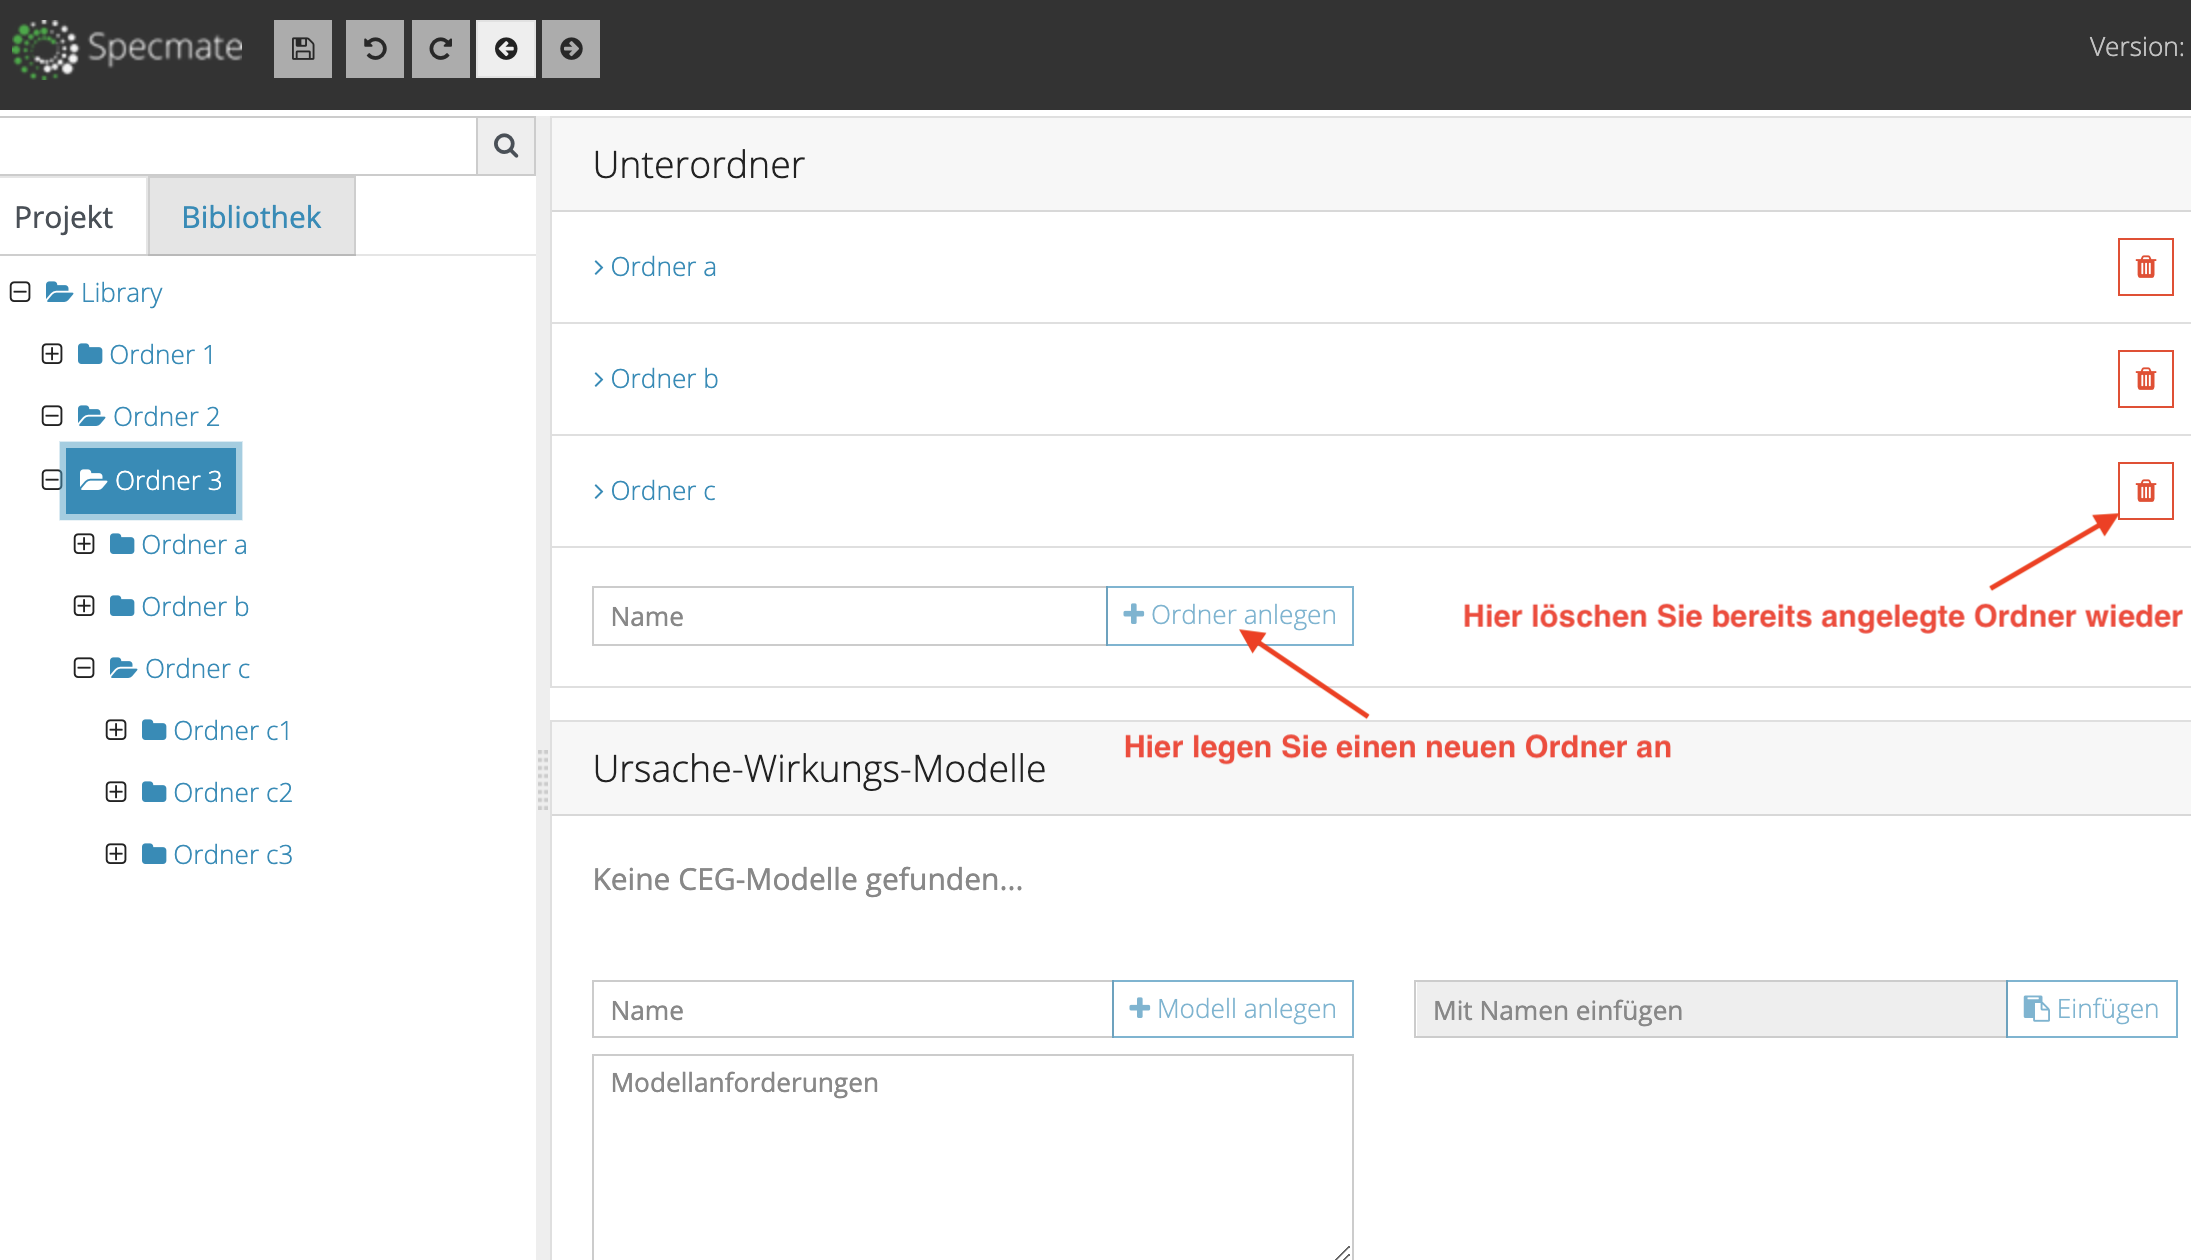 Specmate
Version:
Projekt
Bibliothek
Library
Ordner 1
Ordner 2
Ordner 3
Ordner a
Ordner b
Ordner c
Ordner c1
Ordner c2
Ordner c3
Unterordner
Ordner a
Ordner b
Ordner c
Name
Ordner anlegen
Hier löschen Sie bereits angelegte Ordner wieder
Hier legen Sie einen neuen Ordner an
Ursache-Wirkungs-Modelle
Keine CEG-Modelle gefunden...
Name
Modell anlegen
Mit Namen einfügen
Einfügen
Modellanforderungen